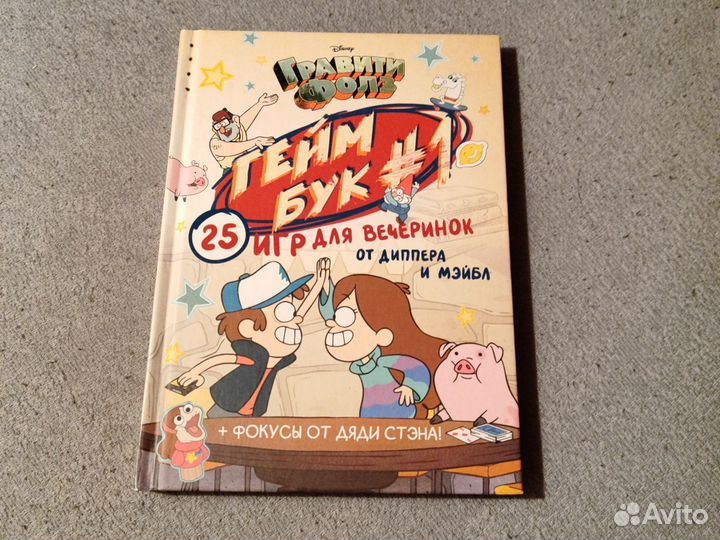 Disney
ГРАВИТИ
ФОЛЗ
ГЕЙМ
БУК #1
25 ИГР ДЛЯ ВЕЧЕРИНОК
ОТ ДИППЕРА
И МЭЙБЛ
+ ФОКУСЫ ОТ ДЯДИ СТЭНА!
Avito